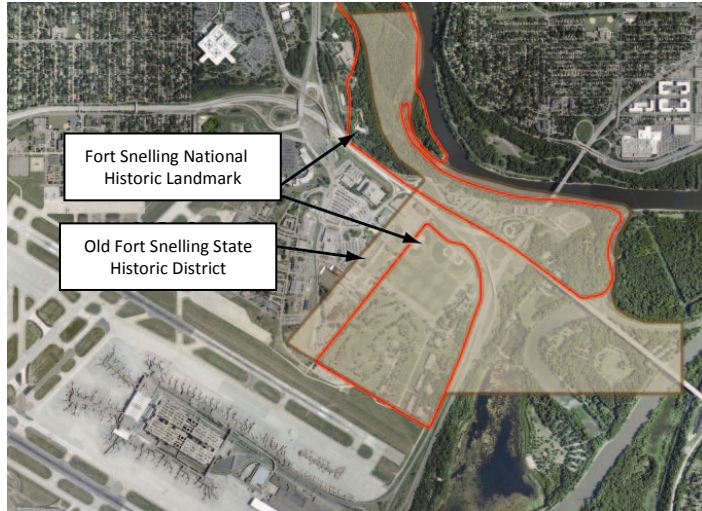 Fort Snelling National
Historic Landmark
Old Fort Snelling State
Historic District